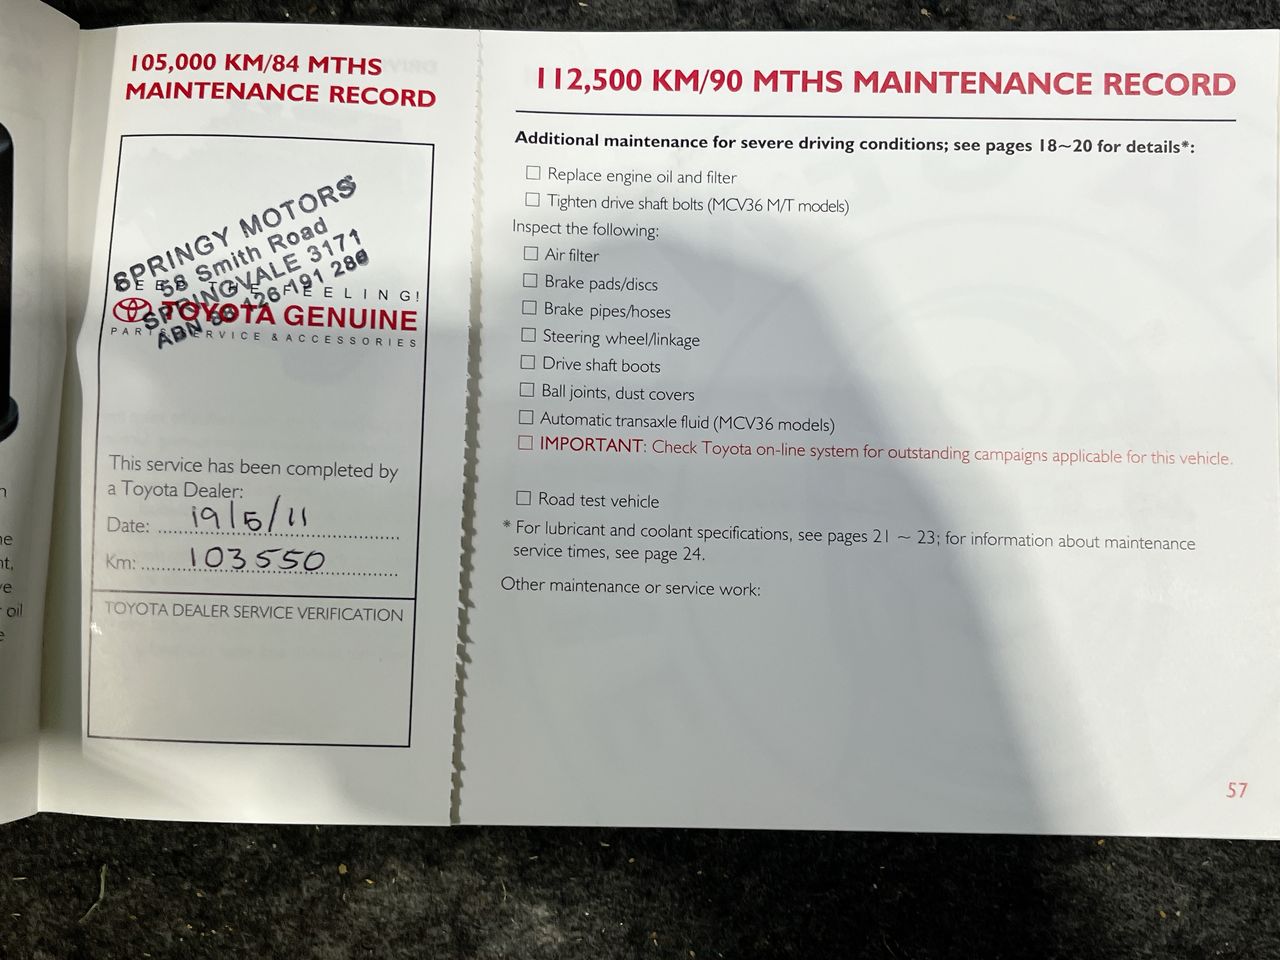 105,000 KM/84 MTHS
MAINTENANCE RECORD
SPRINGY MOTORS
58 Smith Road
SPRINGVALE 3171
ABN 126 191 286
FEELING!
TOYOTA GENUINE
PARTS SERVICE & ACCESSORIES
This service has been completed by
a Toyota Dealer:
Date: 19/5/11
Km: 103550
TOYOTA DEALER SERVICE VERIFICATION
112,500 KM/90 MTHS MAINTENANCE RECORD
Additional maintenance for severe driving conditions; see pages 18~20 for details*:
Replace engine oil and filter
Tighten drive shaft bolts (MCV36 M/T models)
Inspect the following:
Air filter
Brake pads/discs
Brake pipes/hoses
Steering wheel/linkage
Drive shaft boots
Ball joints, dust covers
Automatic transaxle fluid (MCV36 models)
IMPORTANT: Check Toyota on-line system for outstanding campaigns applicable for this vehicle.
Road test vehicle
* For lubricant and coolant specifications, see pages 21 ~ 23; for information about maintenance
service times, see page 24.
Other maintenance or service work:
57
oil